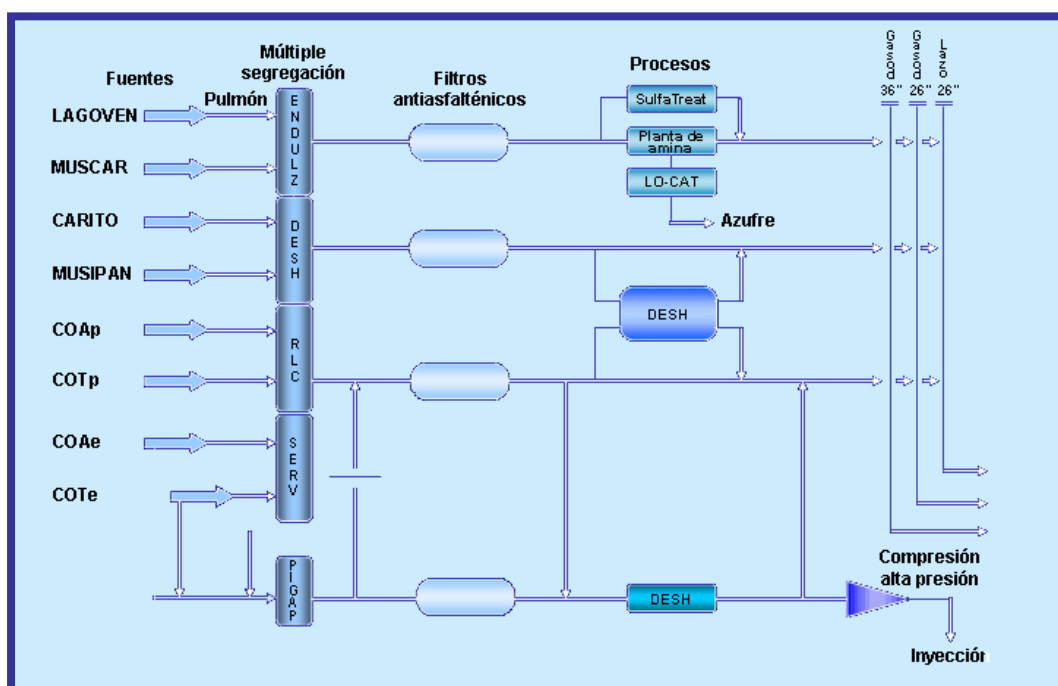 Fuentes
Pulmón
Múltiple
segregación
Filtros
antiasfalténicos
Procesos
Gasod
36"
Gasod
26"
Lazo
26"
LAGOVEN
MUSCAR
CARITO
MUSIPAN
COAp
COTp
COAe
COTe
ENDULZ
DESH
RLC
SERV
PIGAP
SulfaTreat
Planta de
amina
LO-CAT
Azufre
DESH
DESH
Compresión
alta presión
Inyección